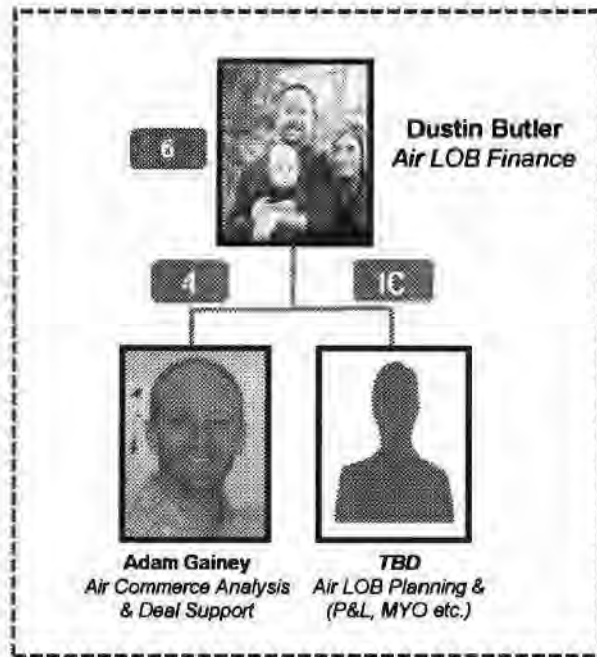 6
Dustin Butler
Air LOB Finance
4
IC
Adam Gainey
Air Commerce Analysis
& Deal Support
TBD
Air LOB Planning &
(P&L, MYO etc.)